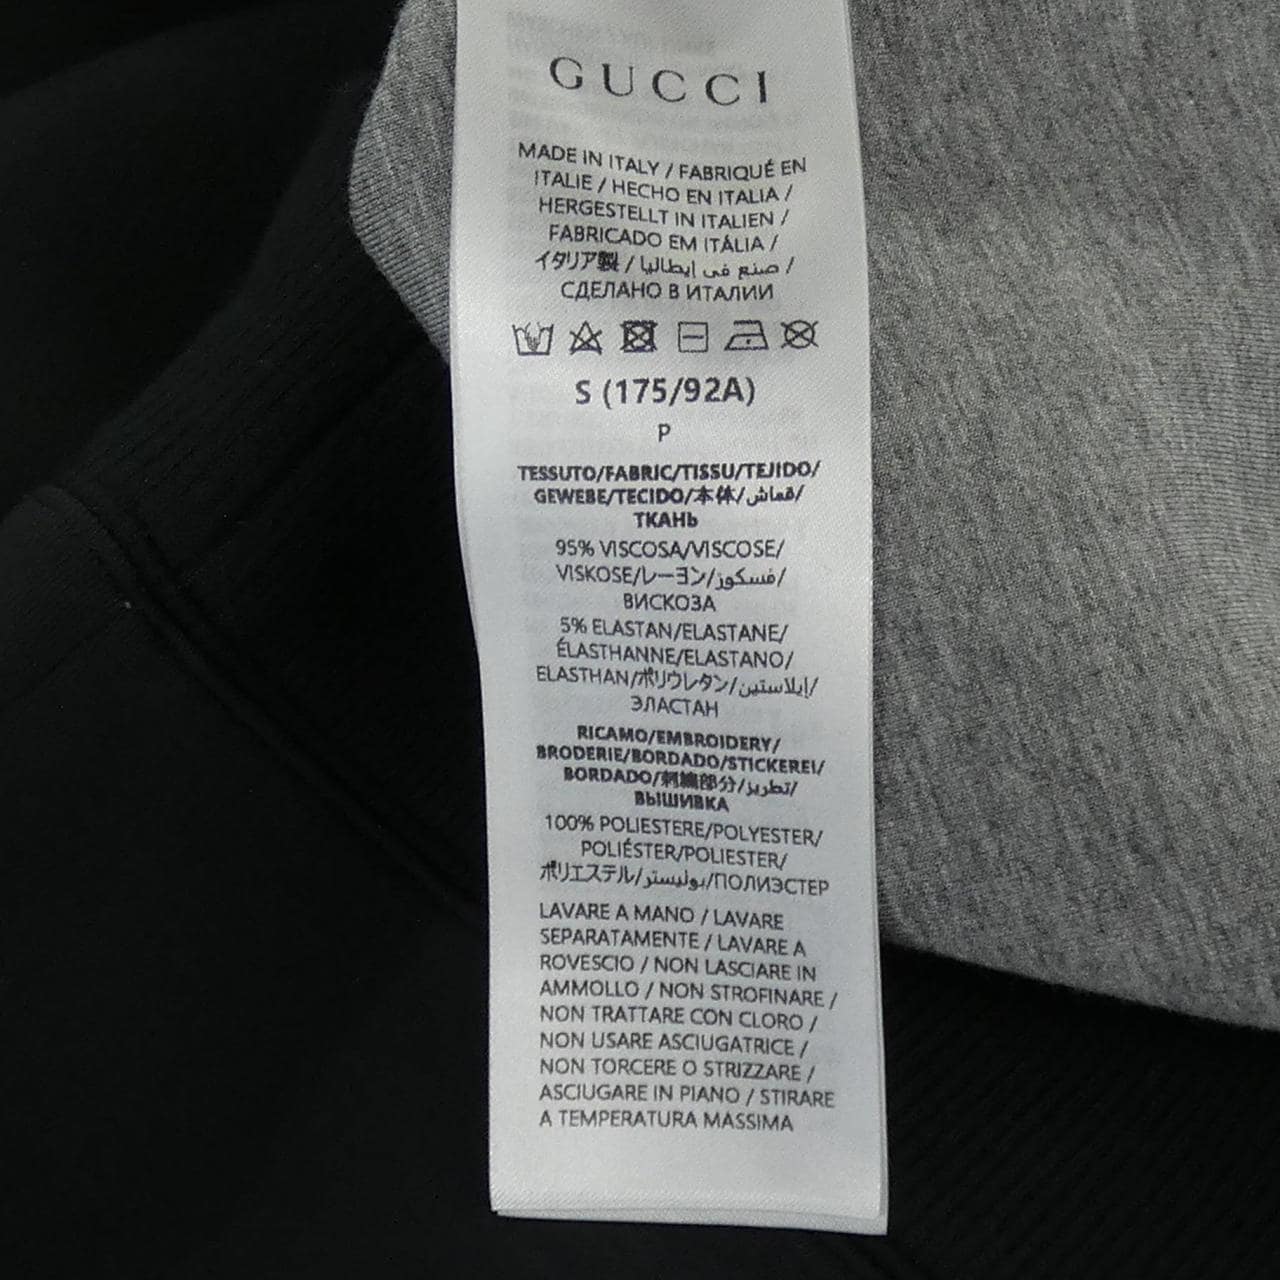 GUCCI
MADE IN ITALY / FABRIQUÉ EN
ITALIE / HECHO EN ITALIA /
HERGESTELLT IN ITALIEN /
FABRICADO EM ITÁLIA /
イタリア製 / صنع في إيطاليا /
СДЕЛАНО В ИТАЛИИ
S (175/92A)
P
TESSUTO/FABRIC/TISSU/TEJIDO/
GEWEBE/TECIDO/本体/قماش/
ТКАНЬ
95% VISCOSA/VISCOSE/
VISKOSE/レーヨン/فسكوز/
ВИСКОЗА
5% ELASTAN/ELASTANE/
ÉLASTHANNE/ELASTANO/
ELASTHAN/ポリウレタン/إيلاستين/
ЭЛАСТАН
RICAMO/EMBROIDERY/
BRODERIE/BORDADO/STICKEREI/
BORDADO/刺繍部分/تطريز/
ВЫШИВКА
100% POLIESTERE/POLYESTER/
POLIÉSTER/POLIESTER/
ポリエステル/بوليستر/ПОЛИЭСТЕР
LAVARE A MANO / LAVARE
SEPARATAMENTE / LAVARE A
ROVESCIO / NON LASCIARE IN
AMMOLLO / NON STROFINARE /
NON TRATTARE CON CLORO /
NON USARE ASCIUGATRICE /
NON TORCERE O STRIZZARE /
ASCIUGARE IN PIANO / STIRARE
A TEMPERATURA MASSIMA